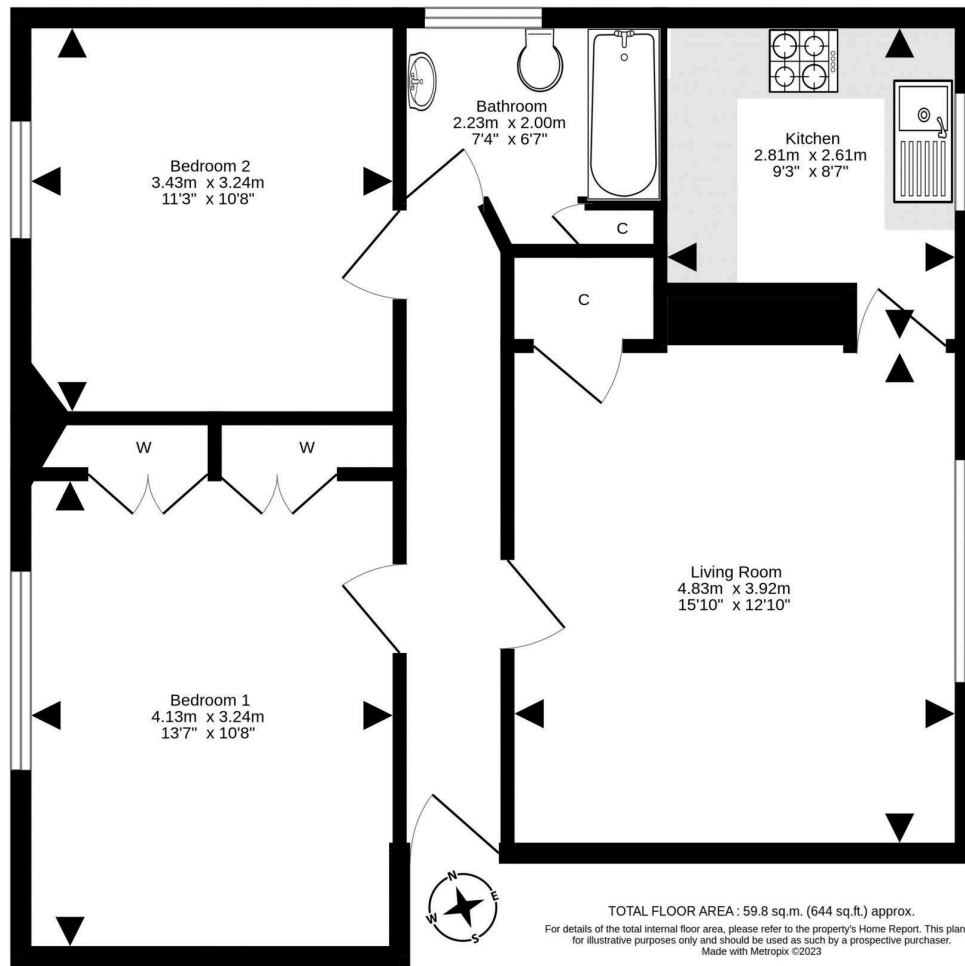 Bathroom
2.23m x 2.00m
7'4" x 6'7"
Kitchen
2.81m x 2.61m
9'3" x 8'7"
Bedroom 2
3.43m x 3.24m
11'3" x 10'8"
C
C
W
W
Living Room
4.83m x 3.92m
15'10" x 12'10"
Bedroom 1
4.13m x 3.24m
13'7" x 10'8"
N
E
W
S
TOTAL FLOOR AREA : 59.8 sq.m. (644 sq.ft.) approx.
For details of the total internal floor area, please refer to the property's Home Report. This plan
for illustrative purposes only and should be used as such by a prospective purchaser.
Made with Metropix ©2023